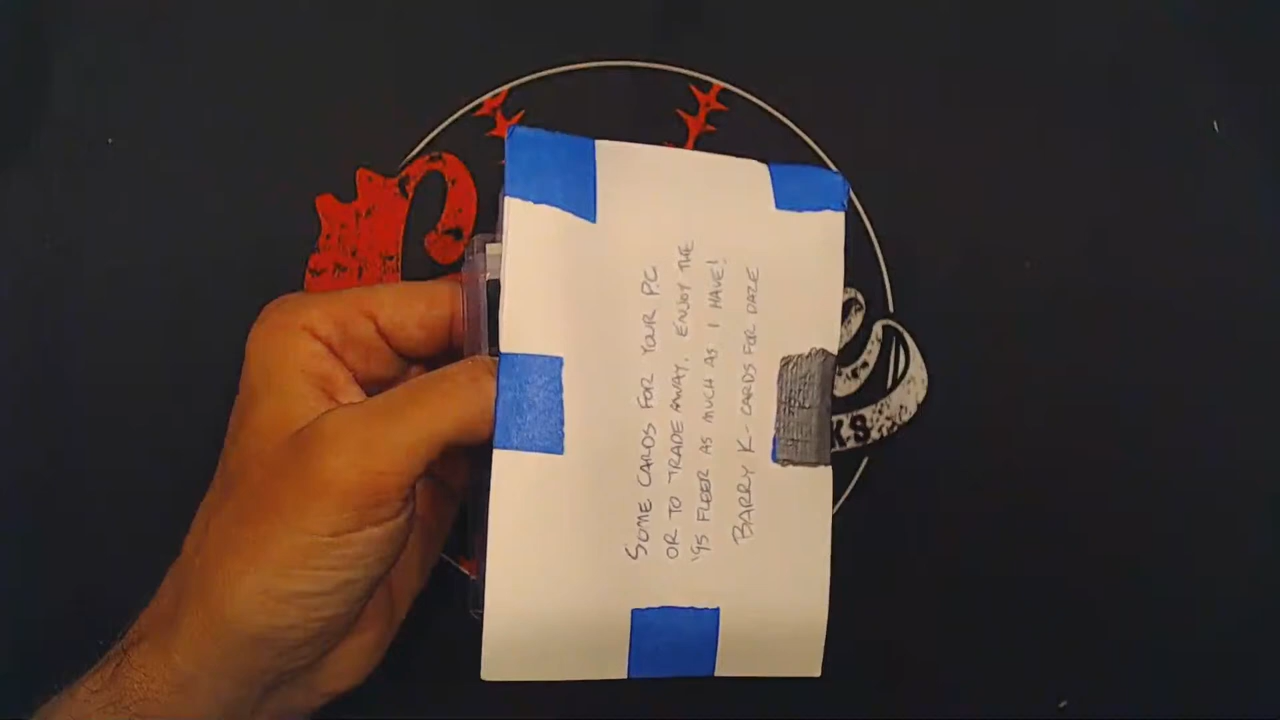 SOME CARDS FOR YOUR P.C.
OR TO TRADE AWAY. ENJOY THE
'95 FLEER AS MUCH AS I HAVE!
BARRY K - CARDS FOR DAZE
KS